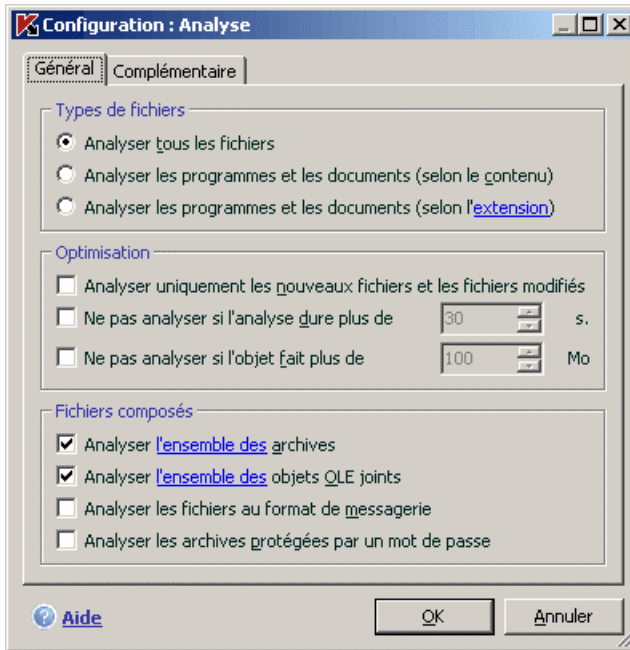 Configuration : Analyse
Général Complémentaire
Types de fichiers
Analyser tous les fichiers
Analyser les programmes et les documents (selon le contenu)
Analyser les programmes et les documents (selon l'extension)
Optimisation
Analyser uniquement les nouveaux fichiers et les fichiers modifiés
Ne pas analyser si l'analyse dure plus de 30 s.
Ne pas analyser si l'objet fait plus de 100 Mo
Fichiers composés
Analyser l'ensemble des archives
Analyser l'ensemble des objets OLE joints
Analyser les fichiers au format de messagerie
Analyser les archives protégées par un mot de passe
Aide OK Annuler